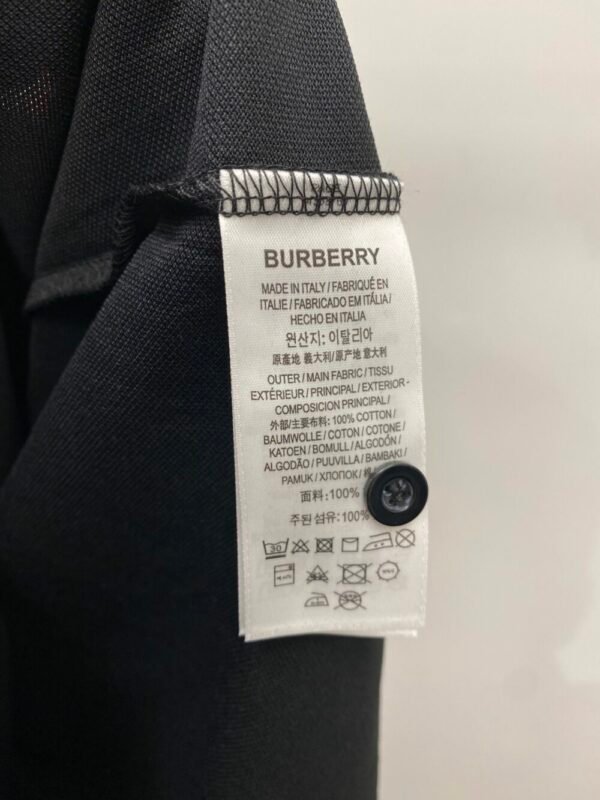 BURBERRY
MADE IN ITALY / FABRIQUÉ EN
ITALIE / FABRICADO EM ITÁLIA /
HECHO EN ITALIA
원산지: 이탈리아
原產地 義大利/原产地 意大利
OUTER / MAIN FABRIC / TISSU
EXTÉRIEUR / PRINCIPAL / EXTERIOR -
COMPOSICION PRINCIPAL /
外部/主要布料: 100% COTTON /
BAUMWOLLE / COTON / COTONE /
KATOEN / BOMULL / ALGODÓN /
ALGODÃO / PUUVILLA / BAMBAKI /
PAMUK / ХЛОПОК /
面料: 100%
주된 섬유: 100%
30